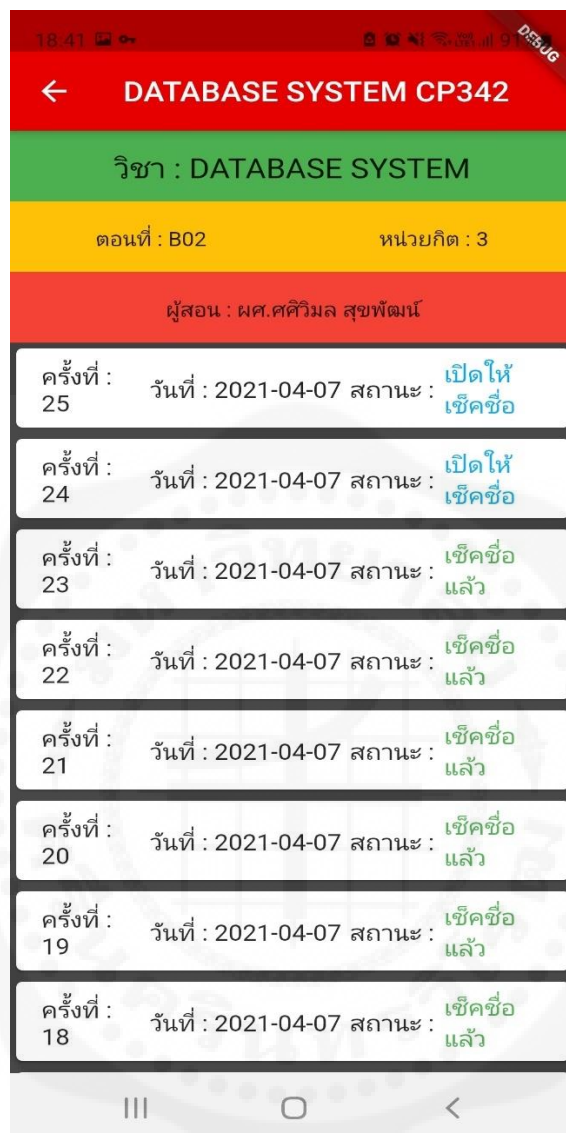 18:41
DEBUG
DATABASE SYSTEM CP342
วิชา : DATABASE SYSTEM
ตอนที่ : B02 หน่วยกิต : 3
ผู้สอน : ผศ.ศศิวิมล สุขพัฒน์
ครั้งที่ :
25
วันที่ : 2021-04-07 สถานะ :
เปิดให้
เช็คชื่อ
ครั้งที่ :
24
วันที่ : 2021-04-07 สถานะ :
เปิดให้
เช็คชื่อ
ครั้งที่ :
23
วันที่ : 2021-04-07 สถานะ :
เช็คชื่อ
แล้ว
ครั้งที่ :
22
วันที่ : 2021-04-07 สถานะ :
เช็คชื่อ
แล้ว
ครั้งที่ :
21
วันที่ : 2021-04-07 สถานะ :
เช็คชื่อ
แล้ว
ครั้งที่ :
20
วันที่ : 2021-04-07 สถานะ :
เช็คชื่อ
แล้ว
ครั้งที่ :
19
วันที่ : 2021-04-07 สถานะ :
เช็คชื่อ
แล้ว
ครั้งที่ :
18
วันที่ : 2021-04-07 สถานะ :
เช็คชื่อ
แล้ว